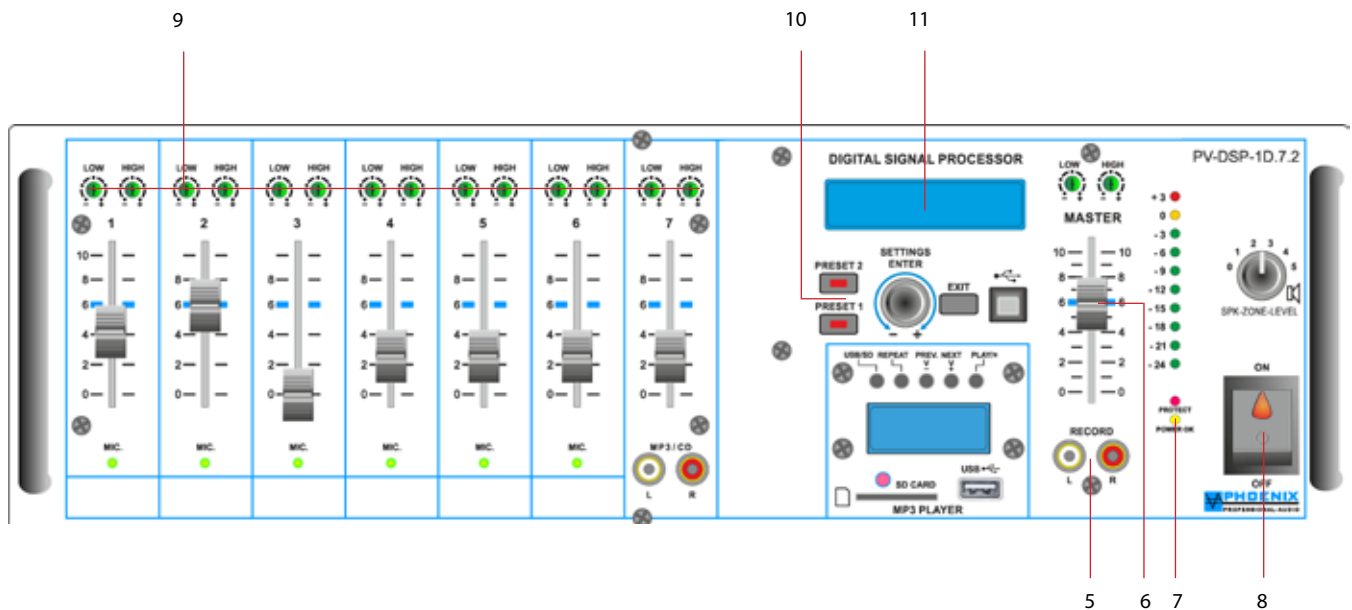 9 10 11
DIGITAL SIGNAL PROCESSOR PV-DSP-1D.7.2
LOW HIGH LOW HIGH LOW HIGH LOW HIGH LOW HIGH LOW HIGH LOW HIGH LOW HIGH
- + - + - + - + - + - + - + - +
1 2 3 4 5 6 7 MASTER
10 8 6 4 2 0
8 6 4 2 0
10 8 6 4 2 0
10 8 6 4 2 0
10 8 6 4 2 0
8 6 4 2 0
10 8 6 4 2 0
MIC. MIC. MIC. MIC. MIC. MIC. MP3/CD
L R
SETTINGS
ENTER
PRESET 2
PRESET 1
EXIT
- +
USB/SD REPEAT PREV. NEXT PLAY/
SD CARD USB
MP3 PLAYER
10 10
8 8
6 6
4 4
2 2
0 0
RECORD
L R
+ 3
0
- 3
- 6
- 9
- 12
- 15
- 18
- 21
- 24
PROTECT
POWER OK
0 1 2 3 4 5
SPK-ZONE-LEVEL
ON
OFF
PHOENIX
PROFESSIONAL-AUDIO
5 6 7 8